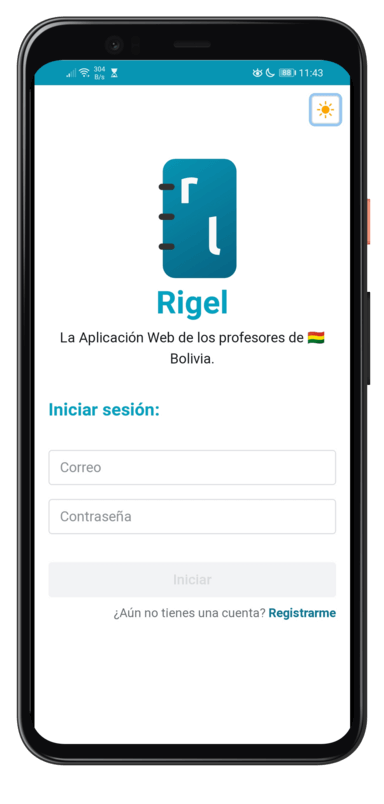 304
B/s
88
11:43
r
l
Rigel
La Aplicación Web de los profesores de
Bolivia.
Iniciar sesión:
Correo
Contraseña
Iniciar
¿Aún no tienes una cuenta? Registrarme